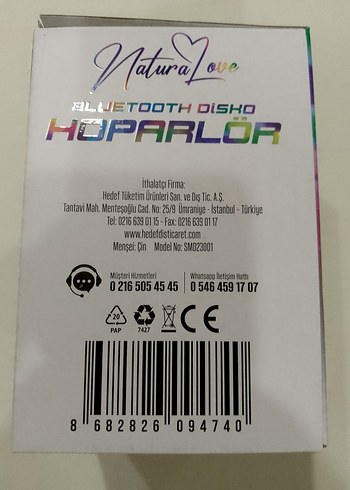 NaturaLove
BLUETOOTH DİSKO
HOPARLÖR
İthalatçı Firma:
Hedef Tüketim Ürünleri San. ve Dış Tic. A.Ş.
Tantavi Mah. Menteşoğlu Cad. No: 25/9 Ümraniye - İstanbul - Türkiye
Tel: 0216 639 01 15 - Fax: 0216 639 01 17
www.hedefdisticaret.com
Menşei: Çin Model No: SMD23001
Müşteri Hizmetleri Whatsapp İletişim Hattı
0 216 505 45 45 0 546 459 17 07
20 CE
PAP 7427
8 682826 094740